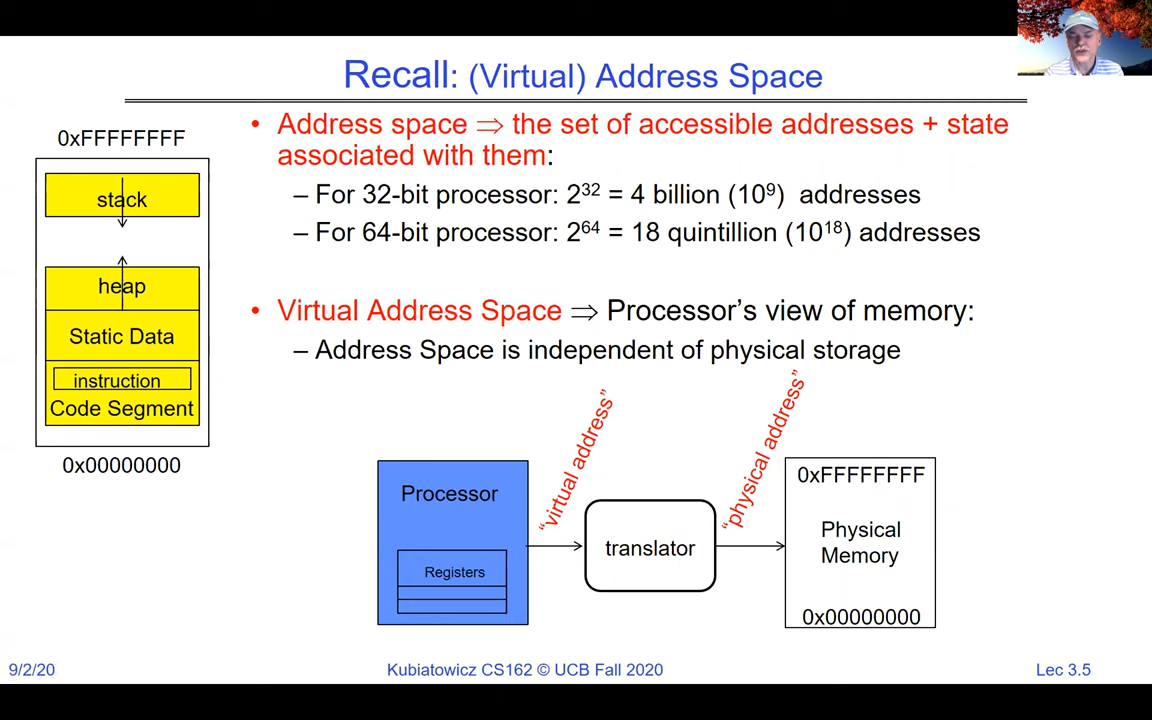 Recall: (Virtual) Address Space
0xFFFFFFFF
stack
heap
Static Data
instruction
Code Segment
0x00000000
• Address space ⇒ the set of accessible addresses + state
associated with them:
– For 32-bit processor: 2³² = 4 billion (10⁹) addresses
– For 64-bit processor: 2⁶⁴ = 18 quintillion (10¹⁸) addresses
• Virtual Address Space ⇒ Processor’s view of memory:
– Address Space is independent of physical storage
Processor
Registers
“virtual address”
translator
“physical address”
0xFFFFFFFF
Physical
Memory
0x00000000
9/2/20
Kubiatowicz CS162 © UCB Fall 2020
Lec 3.5